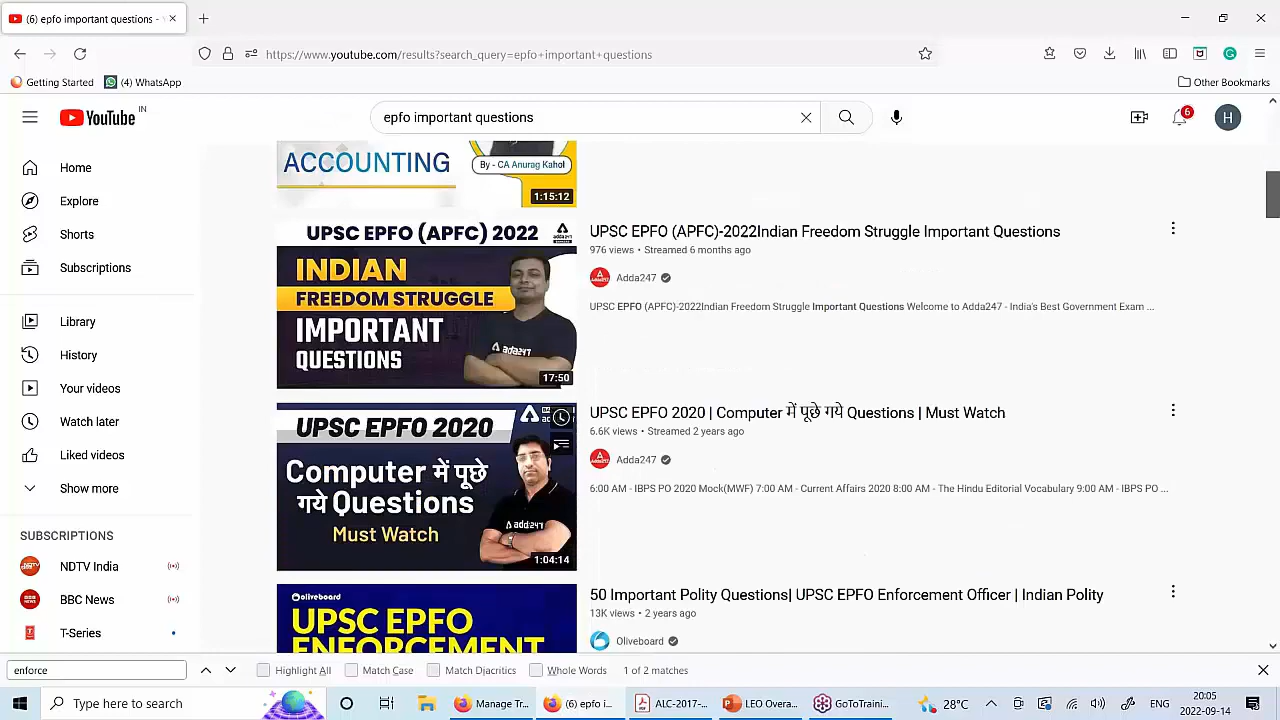 (6) epfo important questions -
https://www.youtube.com/results?search_query=epfo+important+questions
Getting Started
(4) WhatsApp
Other Bookmarks
YouTube IN
epfo important questions
6
H
Home
Explore
Shorts
Subscriptions
Library
History
Your videos
Watch later
Liked videos
Show more
SUBSCRIPTIONS
NDTV India
BBC News
T-Series
ACCOUNTING
By - CA Anurag Kahol
1:15:12
UPSC EPFO (APFC) 2022
adda247
INDIAN
FREEDOM STRUGGLE
IMPORTANT
QUESTIONS
adda247
17:50
UPSC EPFO (APFC)-2022Indian Freedom Struggle Important Questions
976 views • Streamed 6 months ago
Adda247
UPSC EPFO (APFC)-2022Indian Freedom Struggle Important Questions Welcome to Adda247 - India's Best Government Exam ...
UPSC EPFO 2020
Computer में पूछे
गये Questions
Must Watch
adda247
1:04:14
UPSC EPFO 2020 | Computer में पूछे गये Questions | Must Watch
6.6K views • Streamed 2 years ago
Adda247
6:00 AM - IBPS PO 2020 Mock(MWF) 7:00 AM - Current Affairs 2020 8:00 AM - The Hindu Editorial Vocabulary 9:00 AM - IBPS PO ...
oliveboard
UPSC EPFO
ENFORCEMENT
50 Important Polity Questions| UPSC EPFO Enforcement Officer | Indian Polity
13K views • 2 years ago
Oliveboard
enforce
Highlight All
Match Case
Match Diacritics
Whole Words
1 of 2 matches
Type here to search
Manage Tr...
(6) epfo i...
ALC-2017-...
LEO Overa...
GoToTraini...
28°C
ENG
20:05
2022-09-14